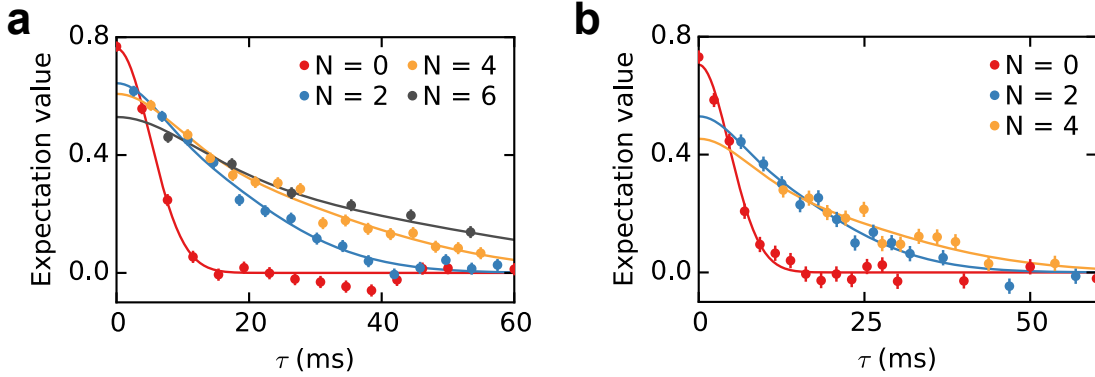 a
Expectation value
0.8
0.4
0.0
N = 0
N = 4
N = 2
N = 6
0
20
40
60
τ (ms)
b
Expectation value
0.8
0.4
0.0
N = 0
N = 2
N = 4
0
25
50
τ (ms)